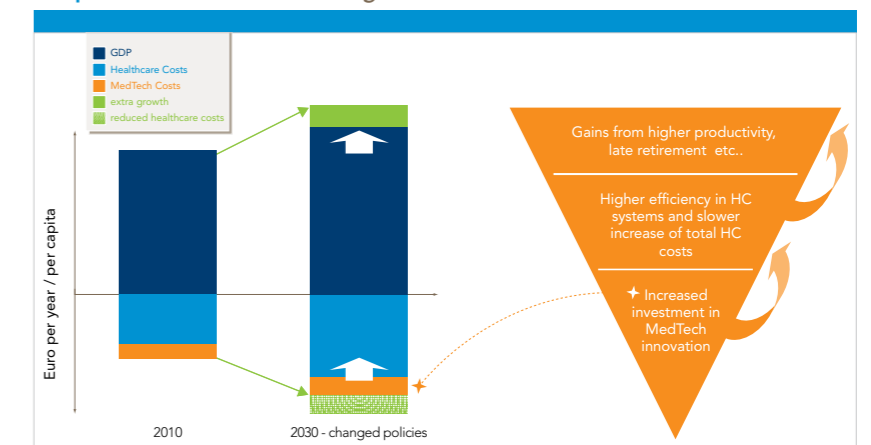 GDP
Healthcare Costs
MedTech Costs
extra growth
reduced healthcare costs
Euro per year / per capita
2010
2030 - changed policies
Gains from higher productivity,
late retirement etc..
Higher efficiency in HC
systems and slower
increase of total HC
costs
Increased
investment in
MedTech
innovation